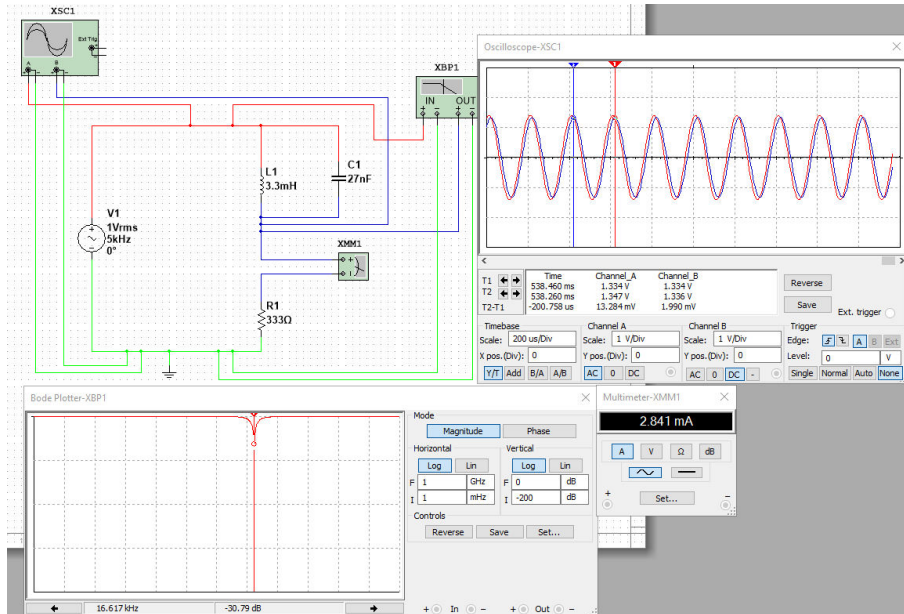 XSC1
Ext Trig
+
-
A
B
+ - + -
XBP1
IN OUT
+ - + -
L1
3.3mH
C1
27nF
V1
1Vrms
5kHz
0°
XMM1
R1
333Ω
Oscilloscope-XSC1
T1
T2
T2-T1
Time Channel_A Channel_B
538.460 ms 1.334 V 1.334 V
538.260 ms 1.347 V 1.336 V
-200.758 us 13.284 mV 1.990 mV
Reverse
Save
Ext. trigger
Timebase
Scale: 200 us/Div
X pos.(Div): 0
Y/T Add B/A A/B
Channel A
Scale: 1 V/Div
Y pos.(Div): 0
AC 0 DC
Channel B
Scale: 1 V/Div
Y pos.(Div): 0
AC 0 DC -
Trigger
Edge: A B Ext
Level: 0 V
Single Normal Auto None
Bode Plotter-XBP1
Mode
Magnitude Phase
Horizontal Vertical
Log Lin Log Lin
F 1 GHz F 0 dB
I 1 mHz I -200 dB
Controls
Reverse Save Set...
16.617 kHz -30.79 dB
+ In - + Out -
Multimeter-XMM1
2.841 mA
A V Ω dB
Set...
+ -